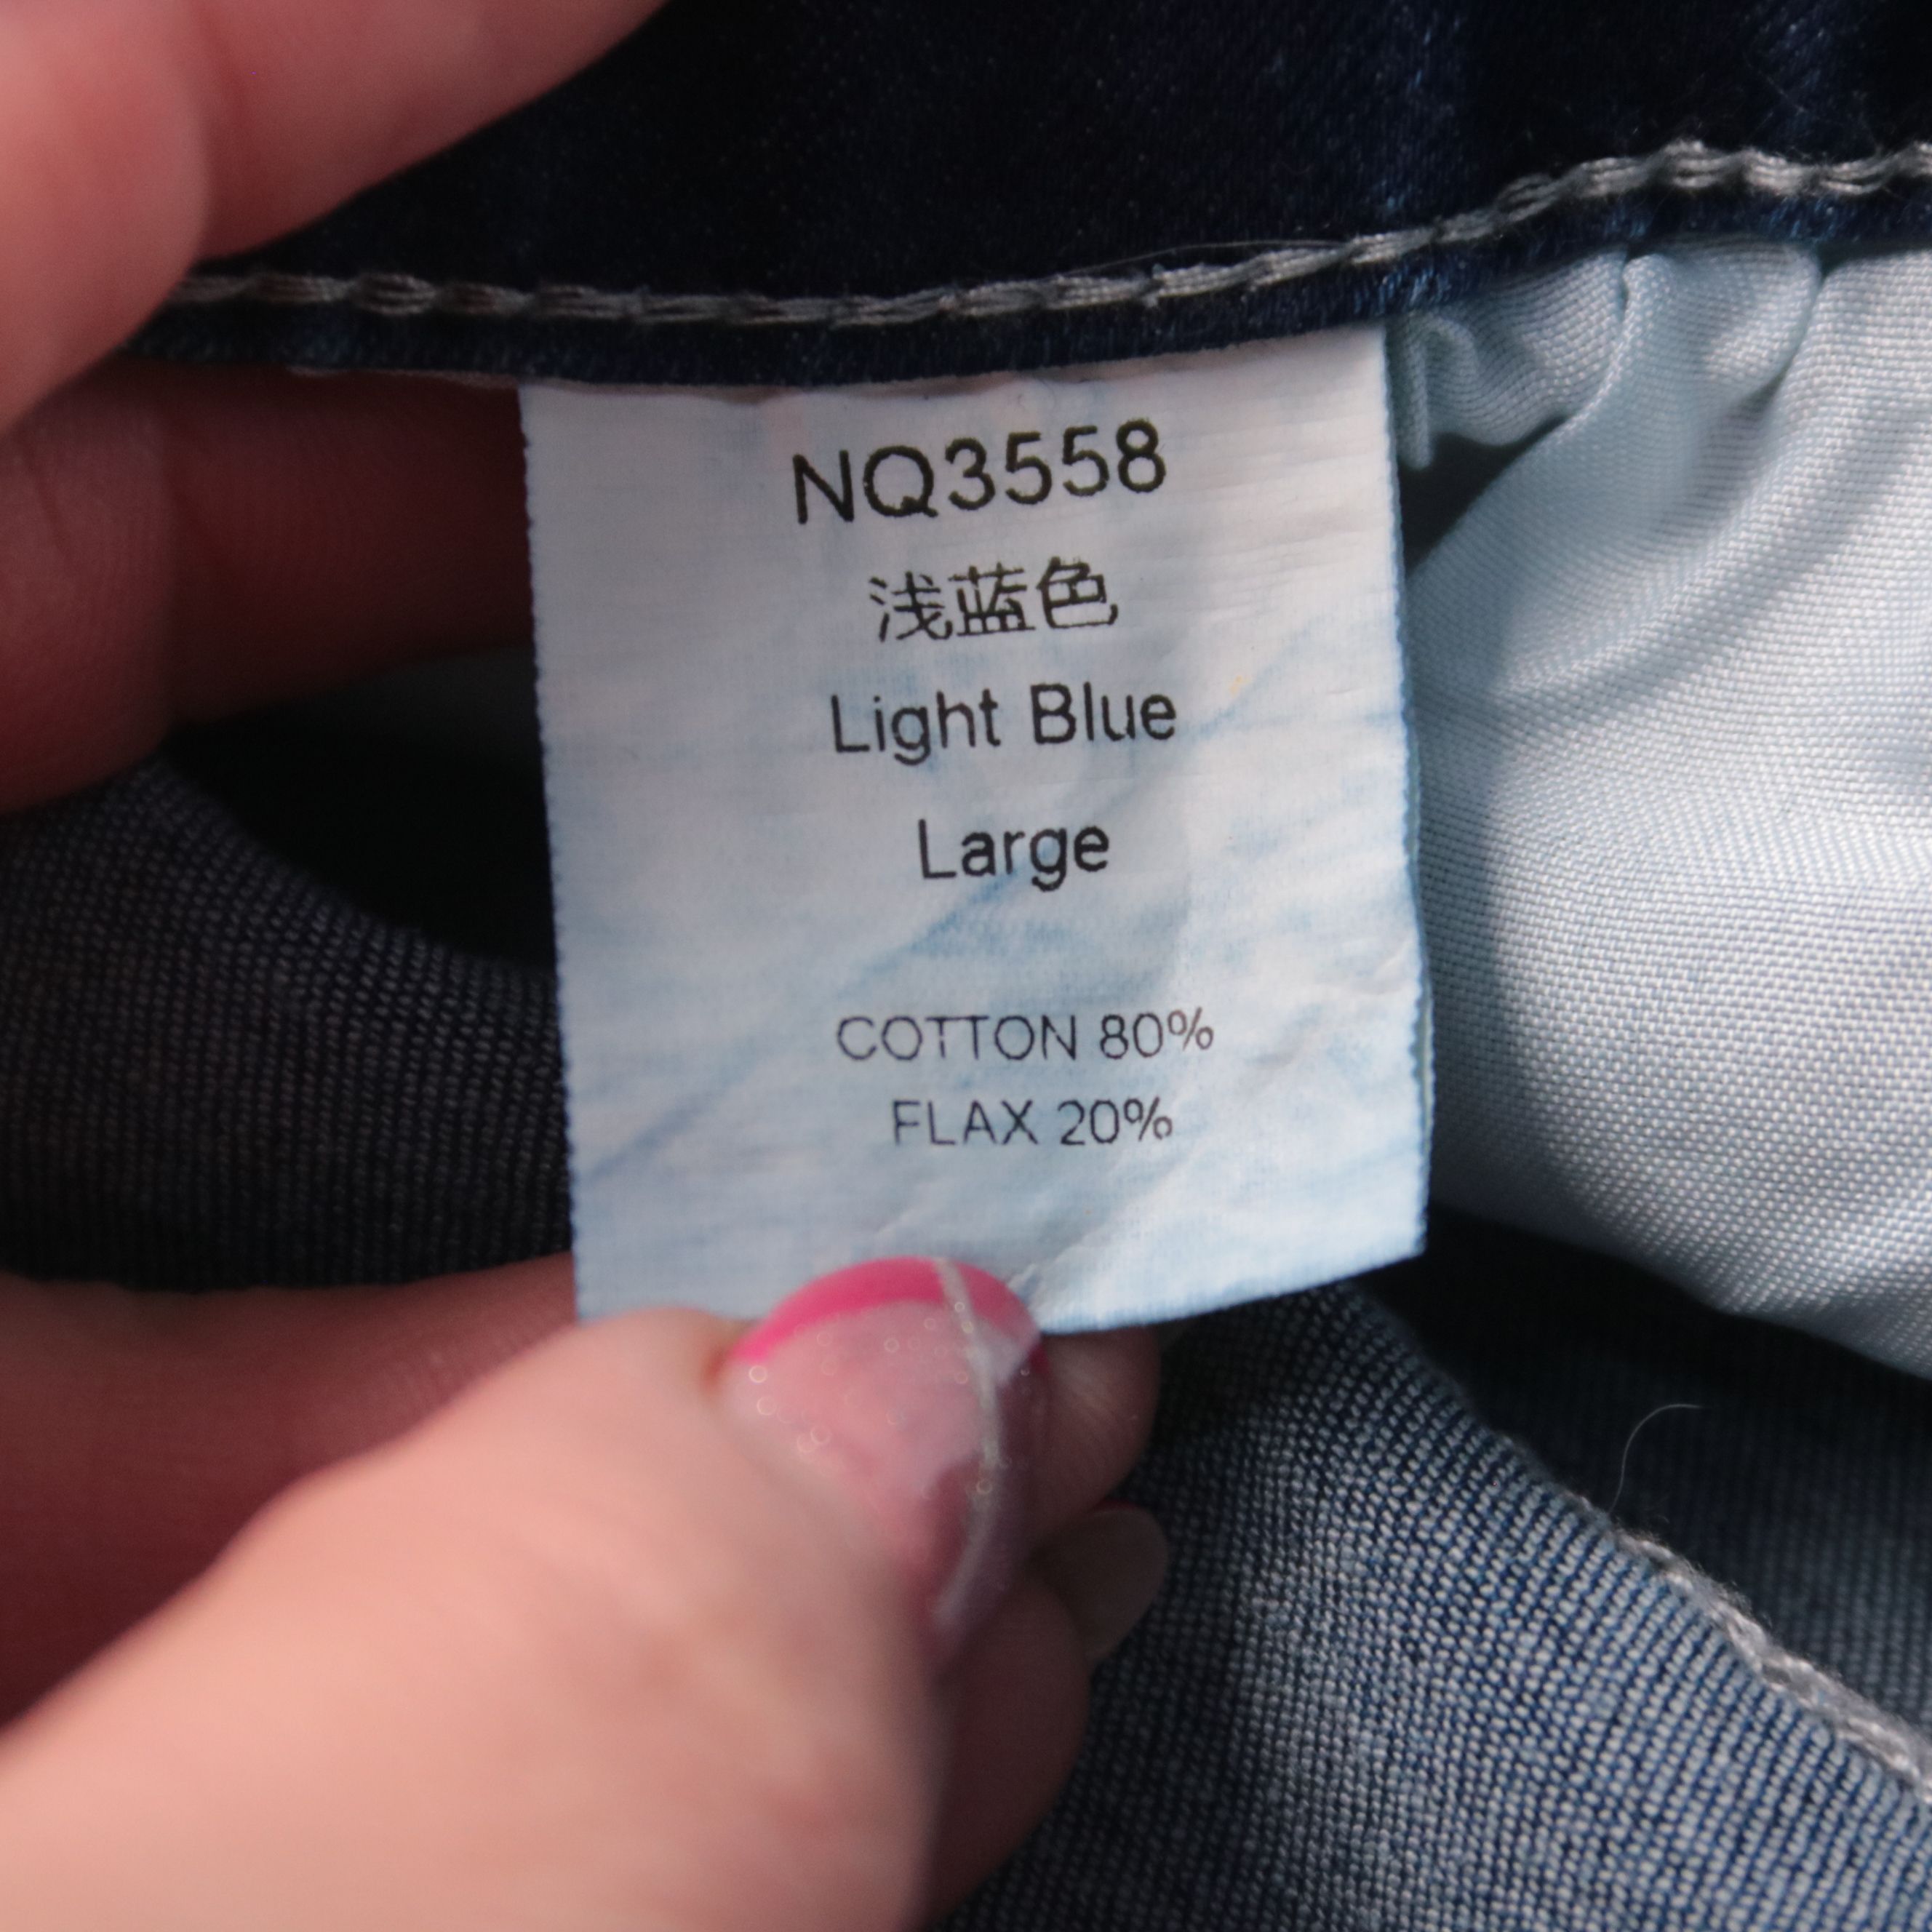 NQ3558
浅蓝色
Light Blue
Large
COTTON 80%
FLAX 20%